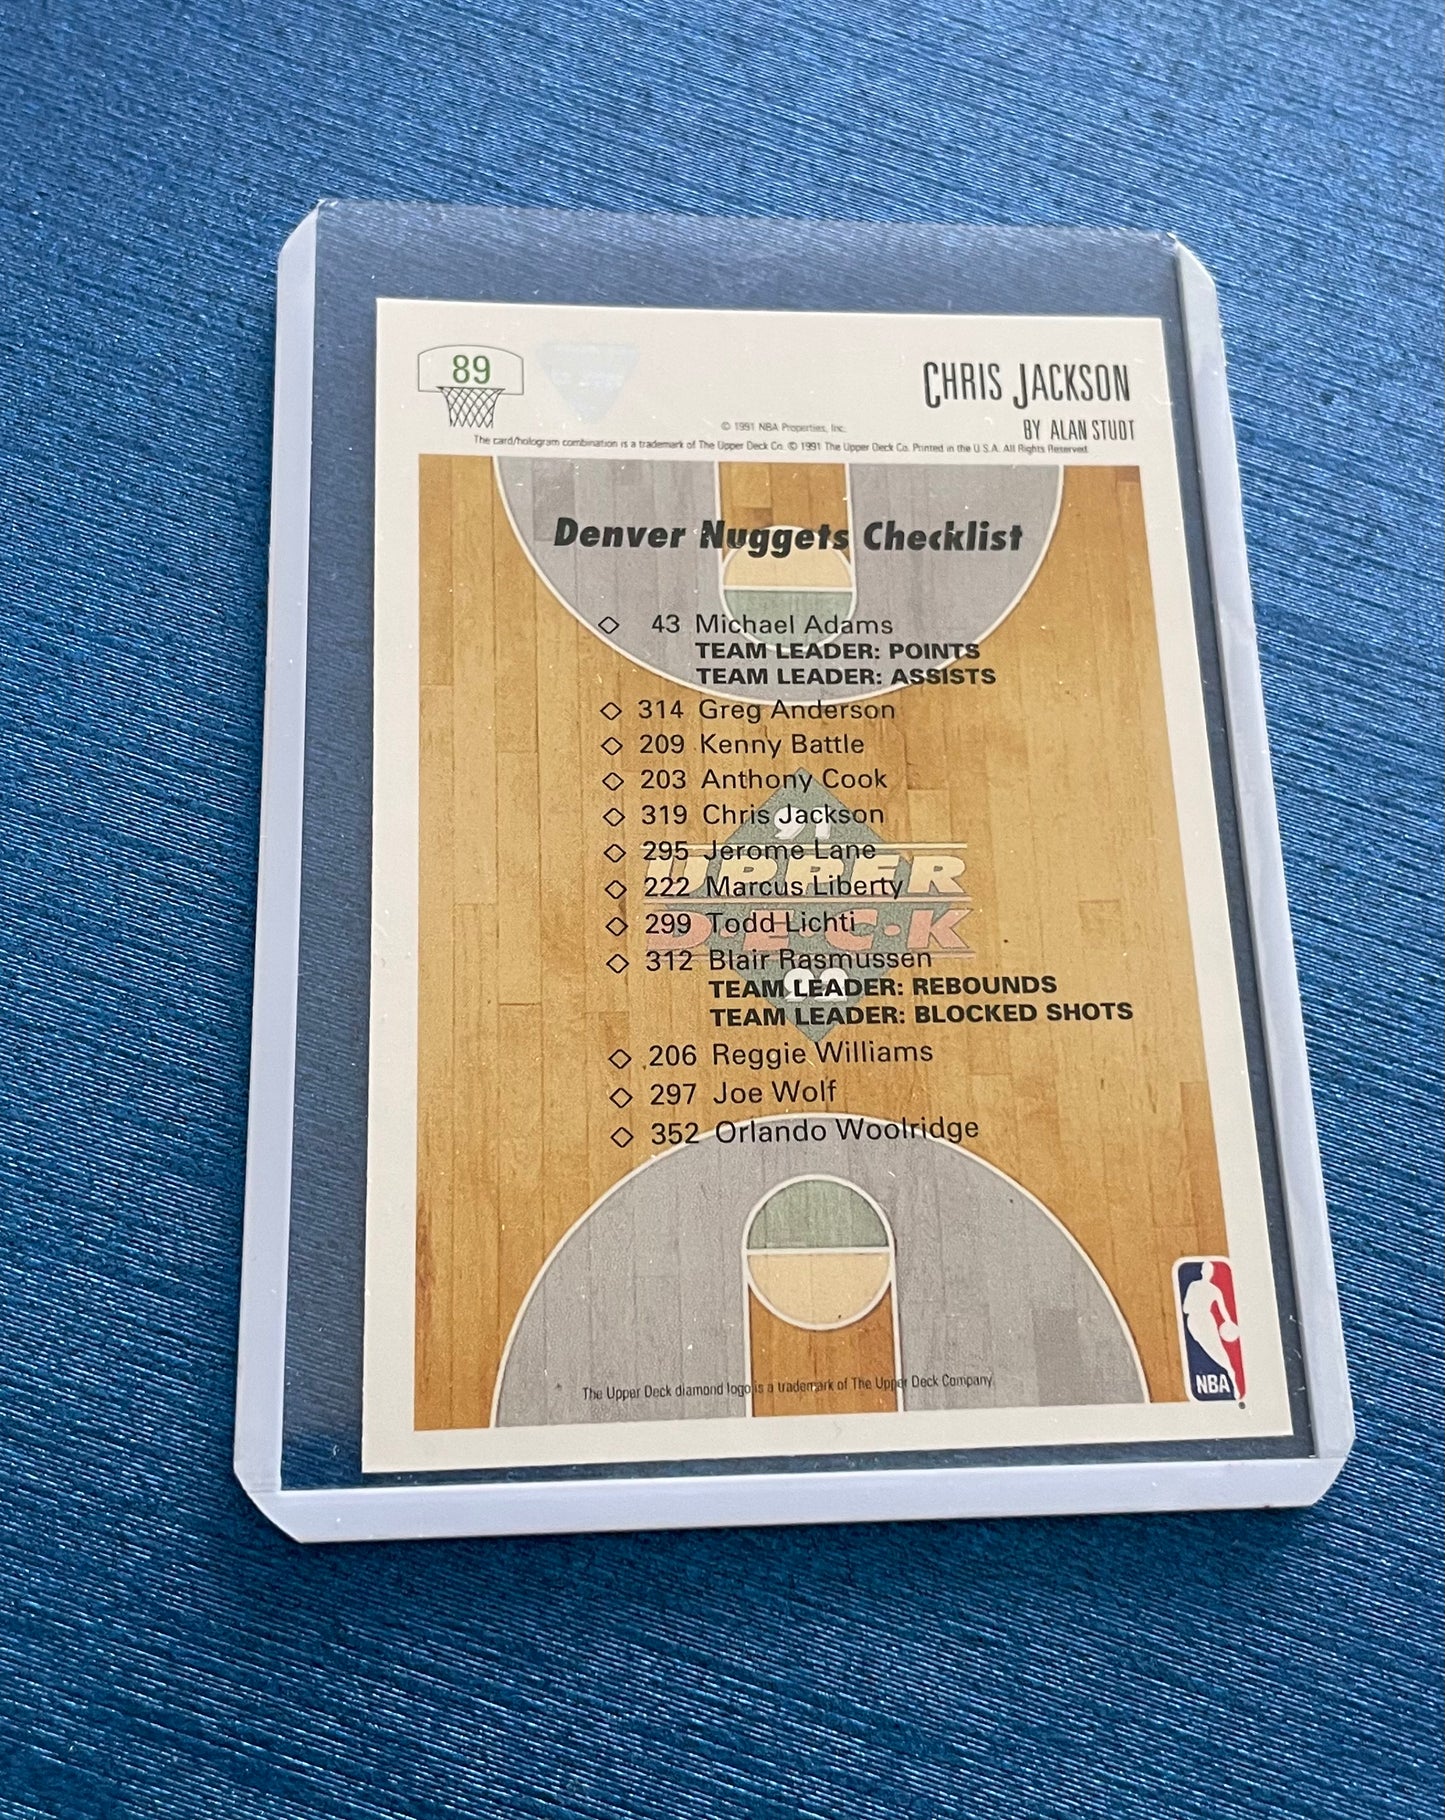 89
CHRIS JACKSON
BY ALAN STUDT
© 1991 NBA Properties, Inc.
The card/hologram combination is a trademark of The Upper Deck Co. © 1991 The Upper Deck Co. Printed in the U.S.A. All Rights Reserved
Denver Nuggets Checklist
43 Michael Adams
TEAM LEADER: POINTS
TEAM LEADER: ASSISTS
314 Greg Anderson
209 Kenny Battle
203 Anthony Cook
319 Chris Jackson
295 Jerome Lane
222 Marcus Liberty
299 Todd Lichti
312 Blair Rasmussen
TEAM LEADER: REBOUNDS
TEAM LEADER: BLOCKED SHOTS
206 Reggie Williams
297 Joe Wolf
352 Orlando Woolridge
91
UPPER
D·E·C·K
92
The Upper Deck diamond logo is a trademark of The Upper Deck Company.
NBA